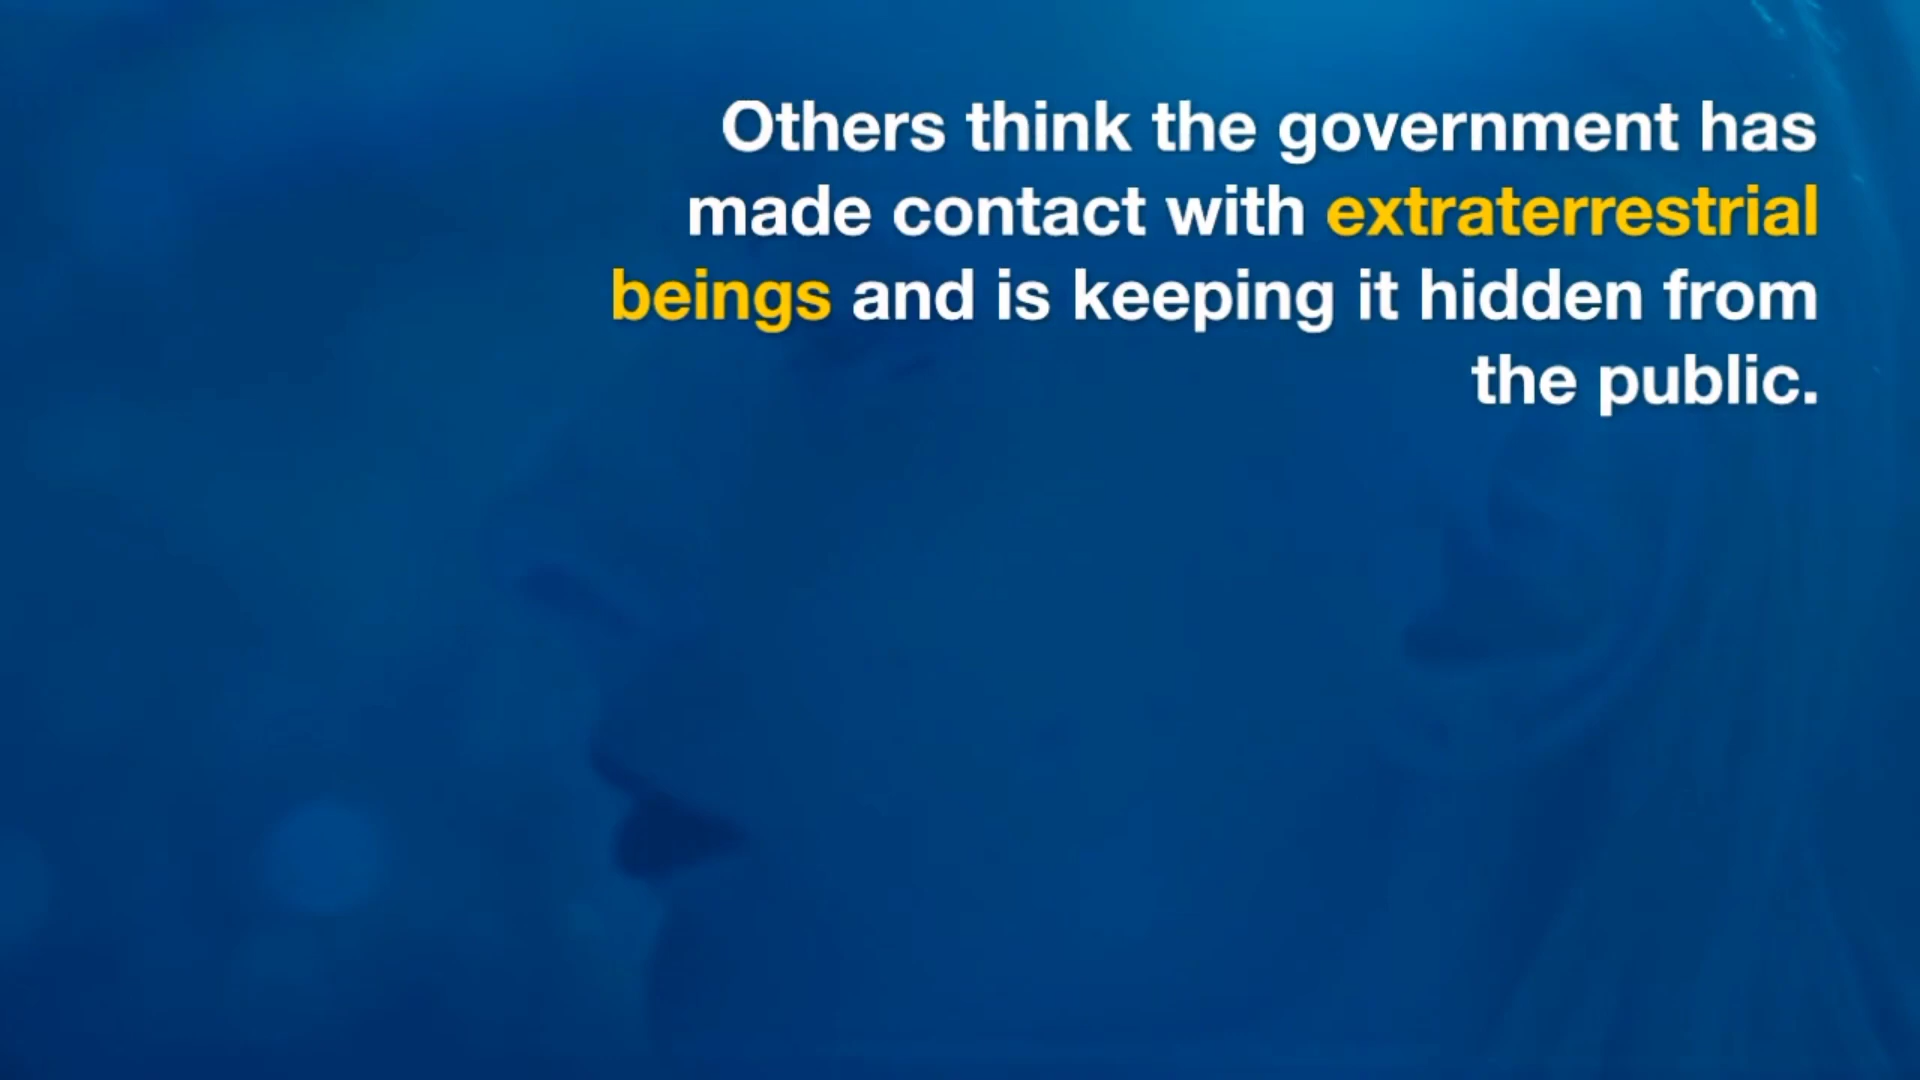 Others think the government has
made contact with extraterrestrial
beings and is keeping it hidden from
the public.